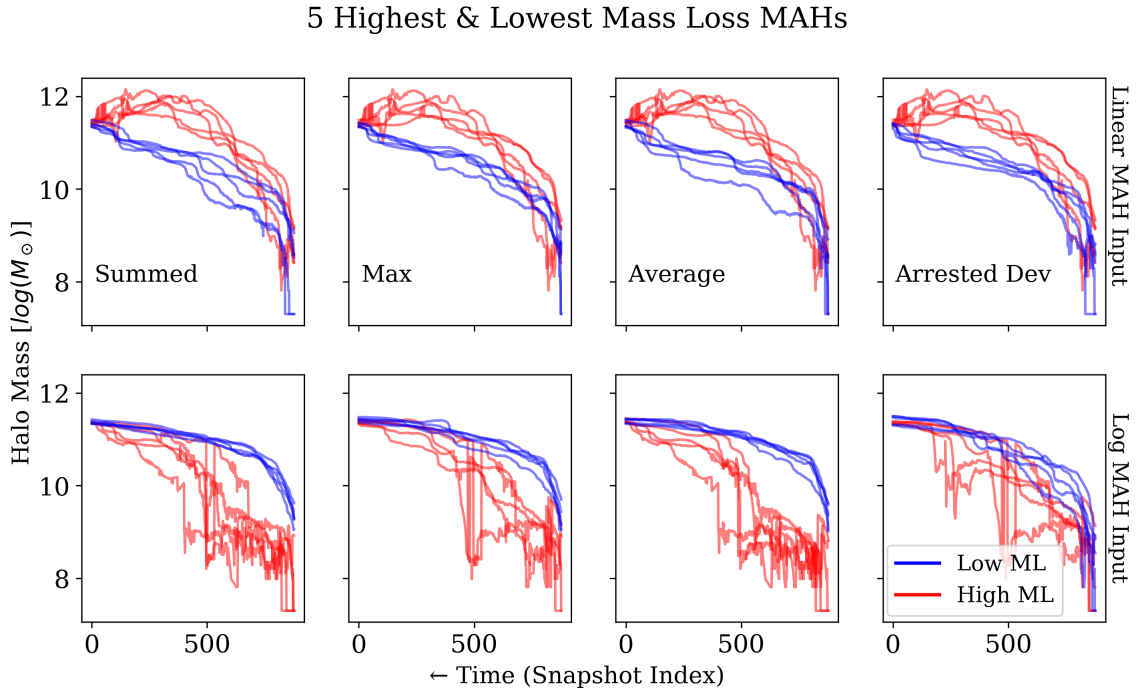 5 Highest & Lowest Mass Loss MAHs
Halo Mass [log(M⊙)]
12
10
8
Summed
Max
Average
Arrested Dev
Linear MAH Input
12
10
8
Low ML
High ML
Log MAH Input
0
500
0
500
0
500
0
500
← Time (Snapshot Index)